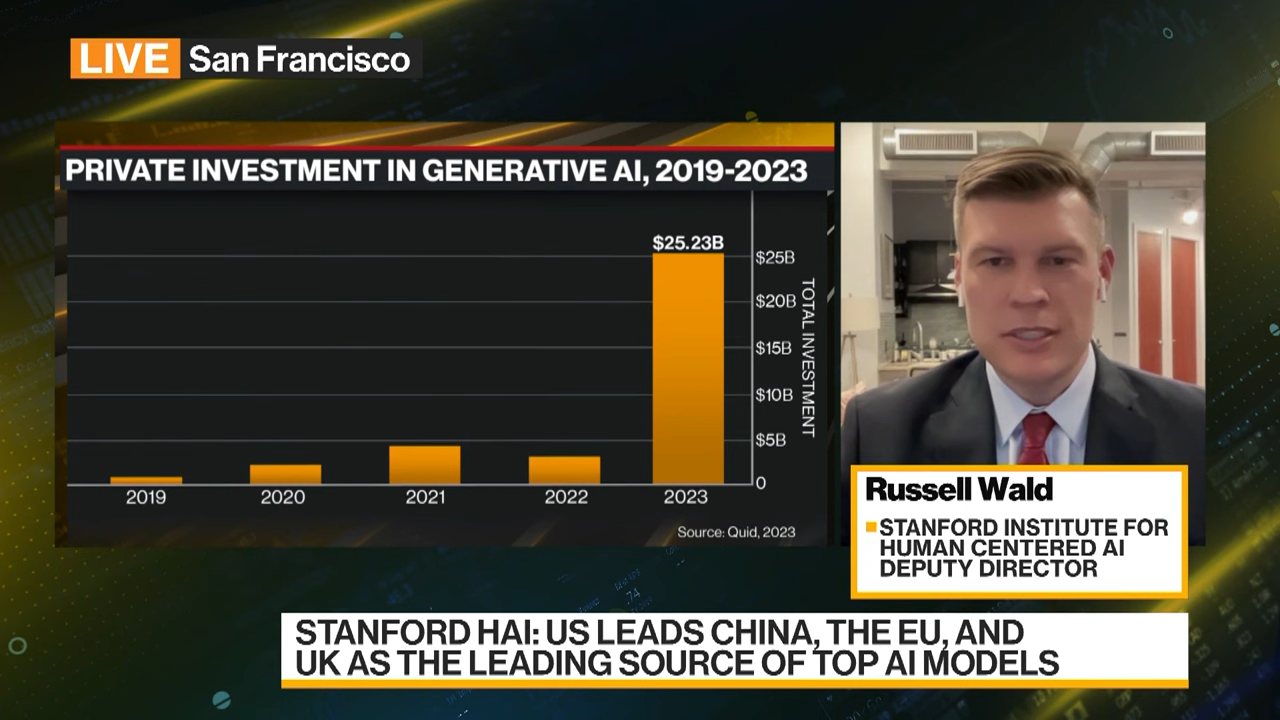 LIVE San Francisco
PRIVATE INVESTMENT IN GENERATIVE AI, 2019-2023
$25.23B
$25B
$20B
$15B
$10B
$5B
0
TOTAL INVESTMENT
2019 2020 2021 2022 2023
Source: Quid, 2023
Russell Wald
STANFORD INSTITUTE FOR
HUMAN CENTERED AI
DEPUTY DIRECTOR
STANFORD HAI: US LEADS CHINA, THE EU, AND
UK AS THE LEADING SOURCE OF TOP AI MODELS